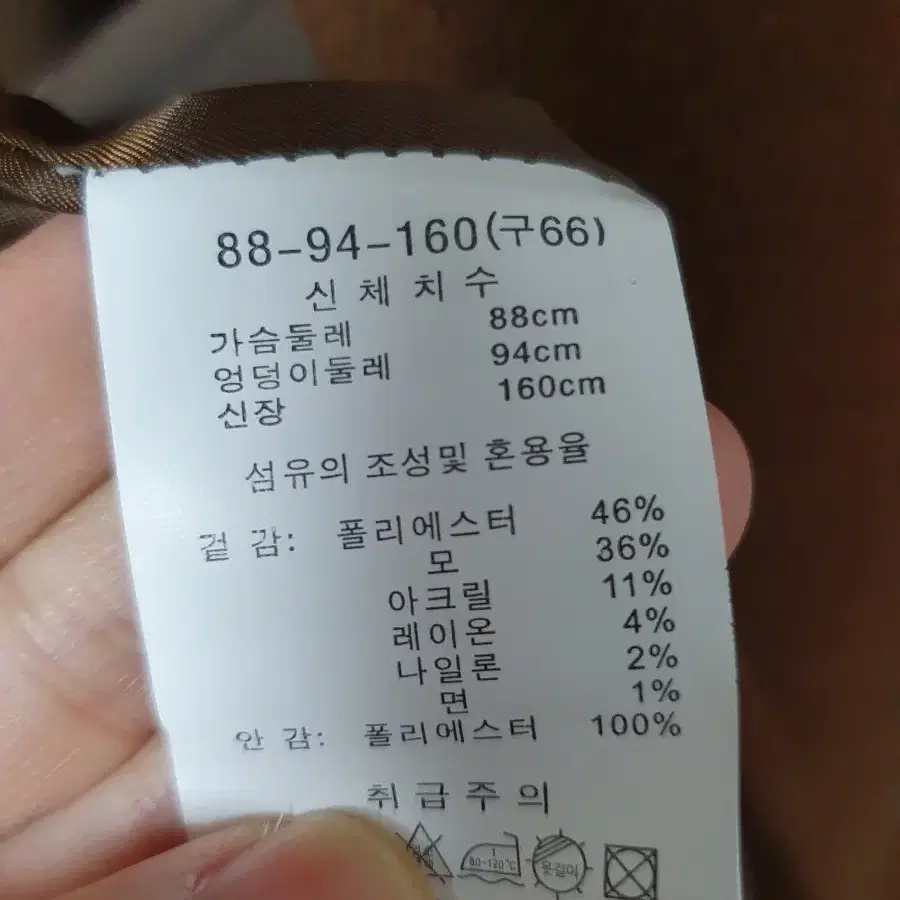 88-94-160(구66)
신체치수
가슴둘레 88cm
엉덩이둘레 94cm
신장 160cm
섬유의 조성및 혼용율
겉감: 폴리에스터 46%
모 36%
아크릴 11%
레이온 4%
나일론 2%
면 1%
안감: 폴리에스터 100%
취급주의
1
80-120℃
옷걸이